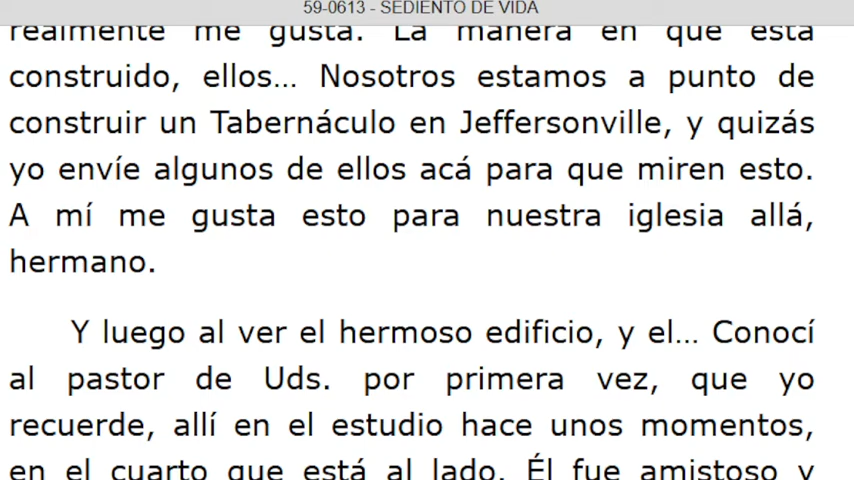 59-0613 - SEDIENTO DE VIDA
realmente me gusta. La manera en que está
construido, ellos… Nosotros estamos a punto de
construir un Tabernáculo en Jeffersonville, y quizás
yo envíe algunos de ellos acá para que miren esto.
A mí me gusta esto para nuestra iglesia allá,
hermano.
Y luego al ver el hermoso edificio, y el… Conocí
al pastor de Uds. por primera vez, que yo
recuerde, allí en el estudio hace unos momentos,
en el cuarto que está al lado. Él fue amistoso y